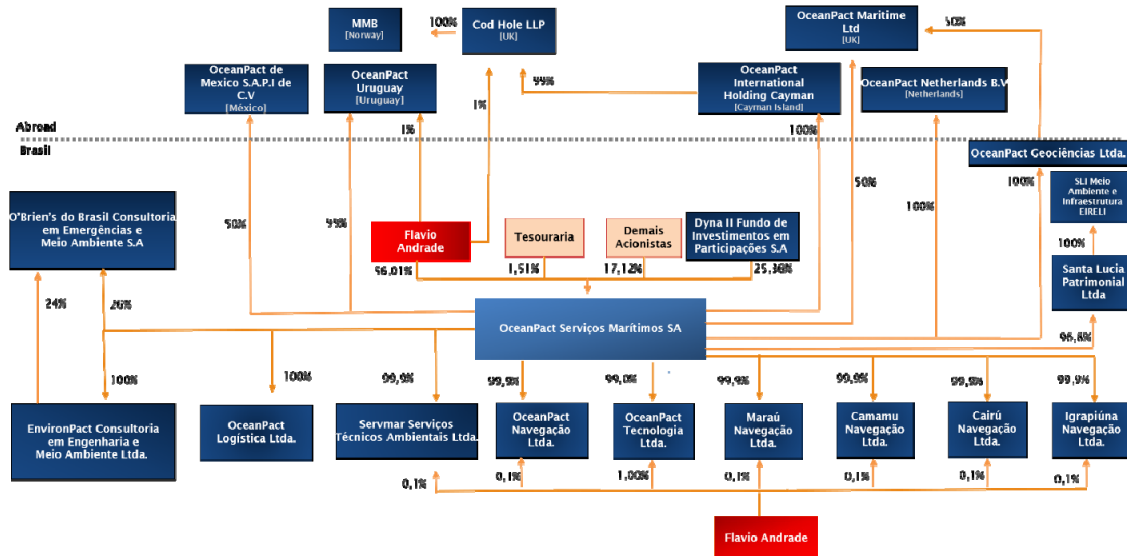 MMB
[Norway]
100%
Cod Hole LLP
[UK]
OceanPact Maritime
Ltd
[UK]
50%
OceanPact de
Mexico S.A.P.I de
C.V
[México]
OceanPact
Uruguay
[Uruguay]
99%
OceanPact
International
Holding Cayman
[Cayman Island]
OceanPact Netherlands B.V
[Netherlands]
1%
1%
100%
Abroad
Brasil
OceanPact Geociências Ltda.
100%
SLI Meio
Ambiente e
Infraestrutura
EIRELI
O'Brien's do Brasil Consultoria
em Emergências e
Meio Ambiente S.A
50%
99%
50%
100%
Flavio
Andrade
Tesouraria
Demais
Acionistas
Dyna II Fundo de
Investimentos em
Participações S.A
100%
56,01%
1,51%
17,12%
25,36%
Santa Lucia
Patrimonial
Ltda
24%
26%
OceanPact Serviços Marítimos SA
100%
100%
99,9%
99,9%
99,0%
99,9%
99,9%
99,9%
99,9%
EnvironPact Consultoria
em Engenharia e
Meio Ambiente Ltda.
OceanPact
Logística Ltda.
Servmar Serviços
Técnicos Ambientais Ltda.
OceanPact
Navegação
Ltda.
OceanPact
Tecnologia
Ltda.
Maraú
Navegação
Ltda.
Camamu
Navegação
Ltda.
Cairú
Navegação
Ltda.
Igrapiúna
Navegação
Ltda.
0,1%
0,1%
1,00%
0,1%
0,1%
0,1%
0,1%
Flavio Andrade